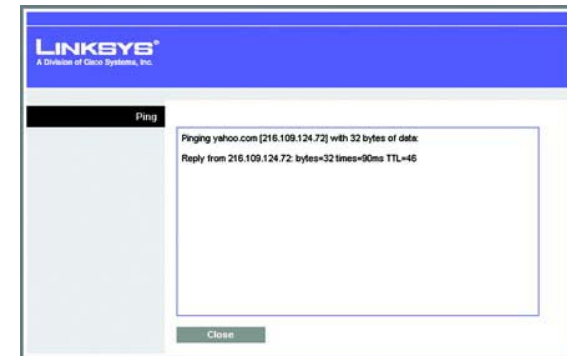 LINKSYS®
A Division of Cisco Systems, Inc.
Ping
Pinging yahoo.com [216.109.124.72] with 32 bytes of data:
Reply from 216.109.124.72: bytes=32 times=90ms TTL=46
Close